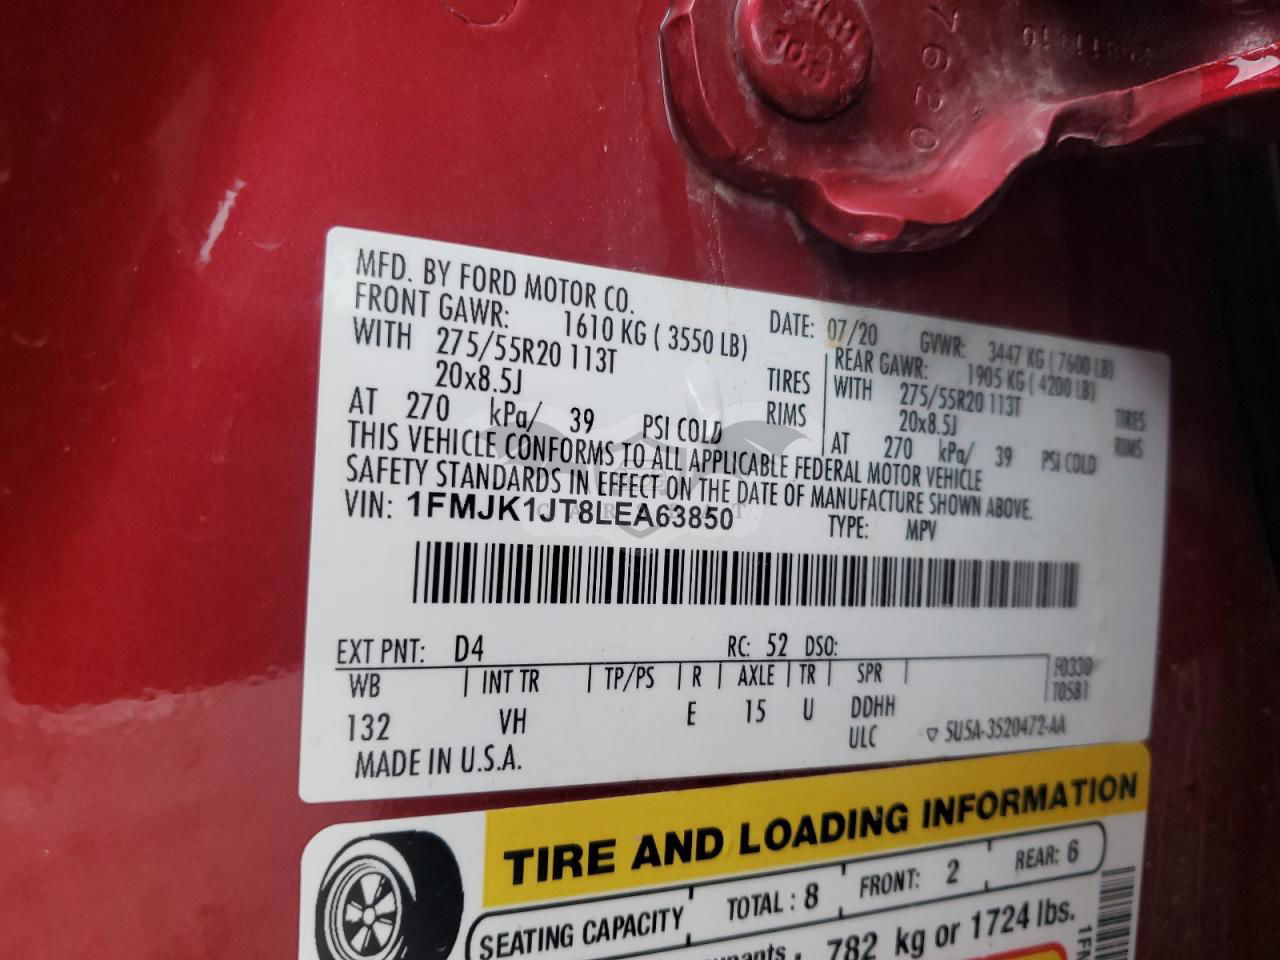 7620
MFD. BY FORD MOTOR CO.
DATE: 07/20 GVWR: 3447 KG ( 7600 LB)
FRONT GAWR: 1610 KG ( 3550 LB)
WITH 275/55R20 113T TIRES
20x8.5J RIMS
AT 270 kPa/ 39 PSI COLD
REAR GAWR: 1905 KG ( 4200 LB)
WITH 275/55R20 113T TIRES
20x8.5J RIMS
AT 270 kPa/ 39 PSI COLD
THIS VEHICLE CONFORMS TO ALL APPLICABLE FEDERAL MOTOR VEHICLE
SAFETY STANDARDS IN EFFECT ON THE DATE OF MANUFACTURE SHOWN ABOVE.
VIN: 1FMJK1JT8LEA63850 TYPE: MPV
EXT PNT: D4 RC: 52 DSO:
WB INT TR TP/PS R AXLE TR SPR F0330
T0581
132 VH E 15 U DDHH
ULC ▽ 5U5A-3520472-AA
MADE IN U.S.A.
TIRE AND LOADING INFORMATION
SEATING CAPACITY TOTAL : 8 FRONT: 2 REAR: 6
782 kg or 1724 lbs.